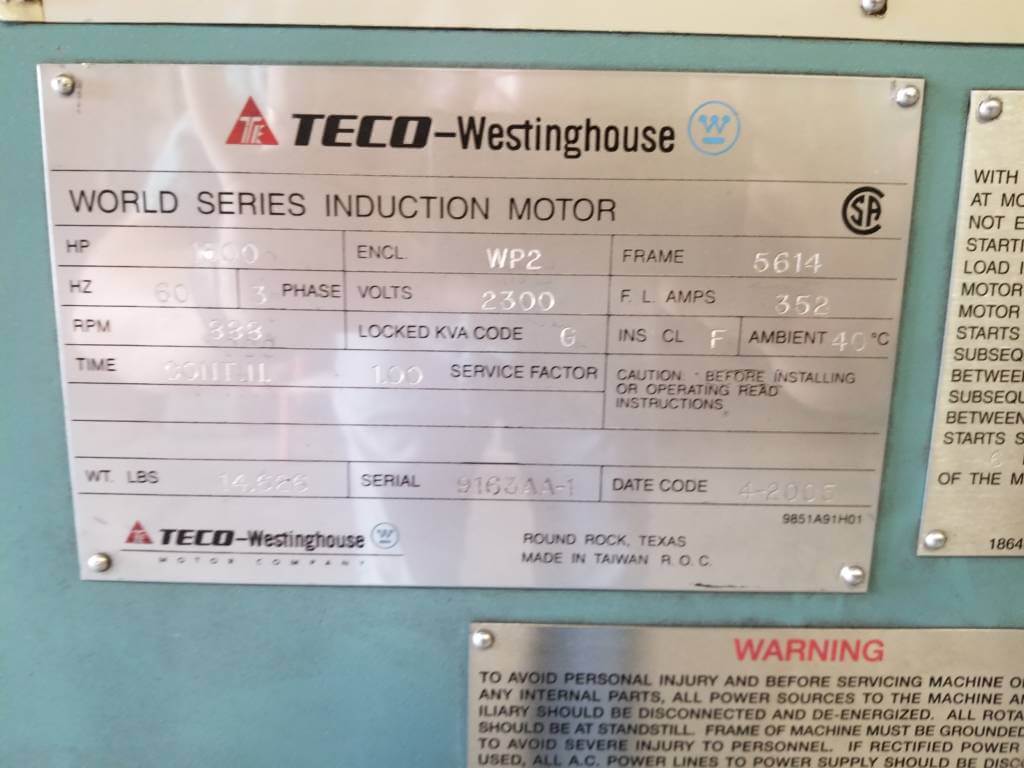 TECO-Westinghouse
WORLD SERIES INDUCTION MOTOR
HP ENCL. WP2 FRAME 5614
HZ 60 3 PHASE VOLTS 2300 F. L. AMPS 352
RPM LOCKED KVA CODE G INS CL F AMBIENT 40 °C
TIME 1.00 SERVICE FACTOR
CAUTION : BEFORE INSTALLING
OR OPERATING READ
INSTRUCTIONS
WT. LBS SERIAL 9163AA-1 DATE CODE 4-2005
9851A91H01
TECO-Westinghouse
MOTOR COMPANY
ROUND ROCK, TEXAS
MADE IN TAIWAN R.O.C.
WITH
AT MO
NOT E
STARTI
LOAD I
MOTOR
MOTOR
STARTS
SUBSEQ
BETWEE
SUBSEQU
BETWEEN
STARTS S
OF THE M
1864
WARNING
TO AVOID PERSONAL INJURY AND BEFORE SERVICING MACHINE O
ANY INTERNAL PARTS, ALL POWER SOURCES TO THE MACHINE A
ILIARY SHOULD BE DISCONNECTED AND DE-ENERGIZED. ALL ROTA
SHOULD BE AT STANDSTILL. FRAME OF MACHINE MUST BE GROUNDED
TO AVOID SEVERE INJURY TO PERSONNEL. IF RECTIFIED POWER
USED, ALL A.C. POWER LINES TO POWER SUPPLY SHOULD BE DISC